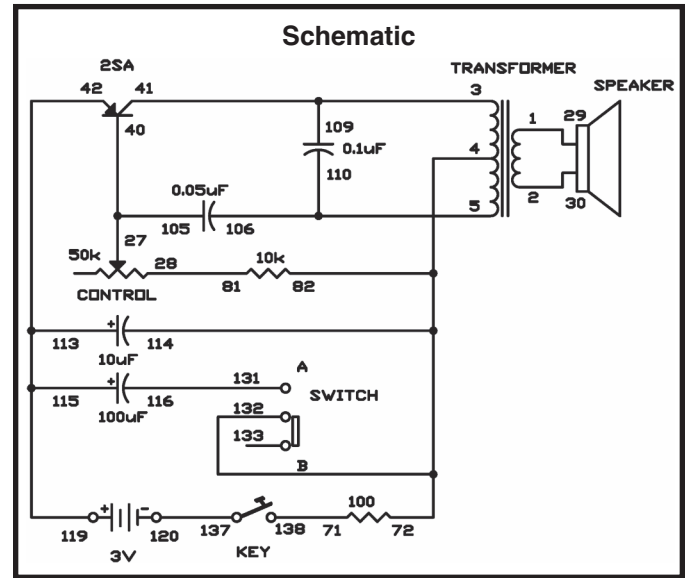 Schematic
2SA
TRANSFORMER
SPEAKER
42 41
3
40
109
0.1uF
1
29
4
110
0.05uF
2
30
5
105 106
27
50k
28
10k
81 82
CONTROL
113 114
10uF
A
131
SWITCH
115 116
100uF
132
133
B
100
119 120 137 138 71 72
3V
KEY